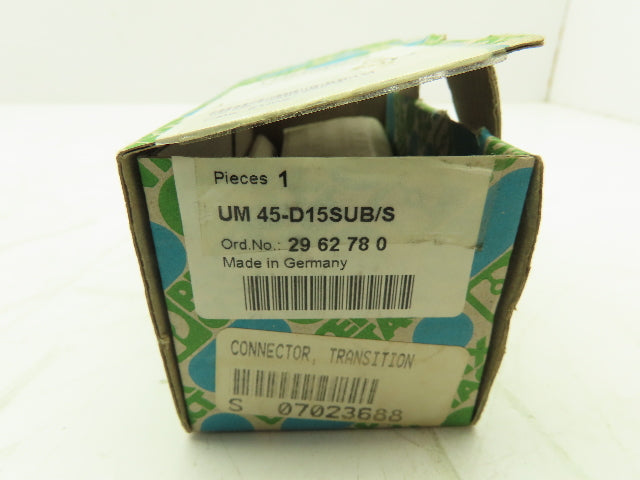 Pieces 1
UM 45-D15SUB/S
Ord.No.: 29 62 78 0
Made in Germany
CONNECTOR, TRANSITION
S 07023688